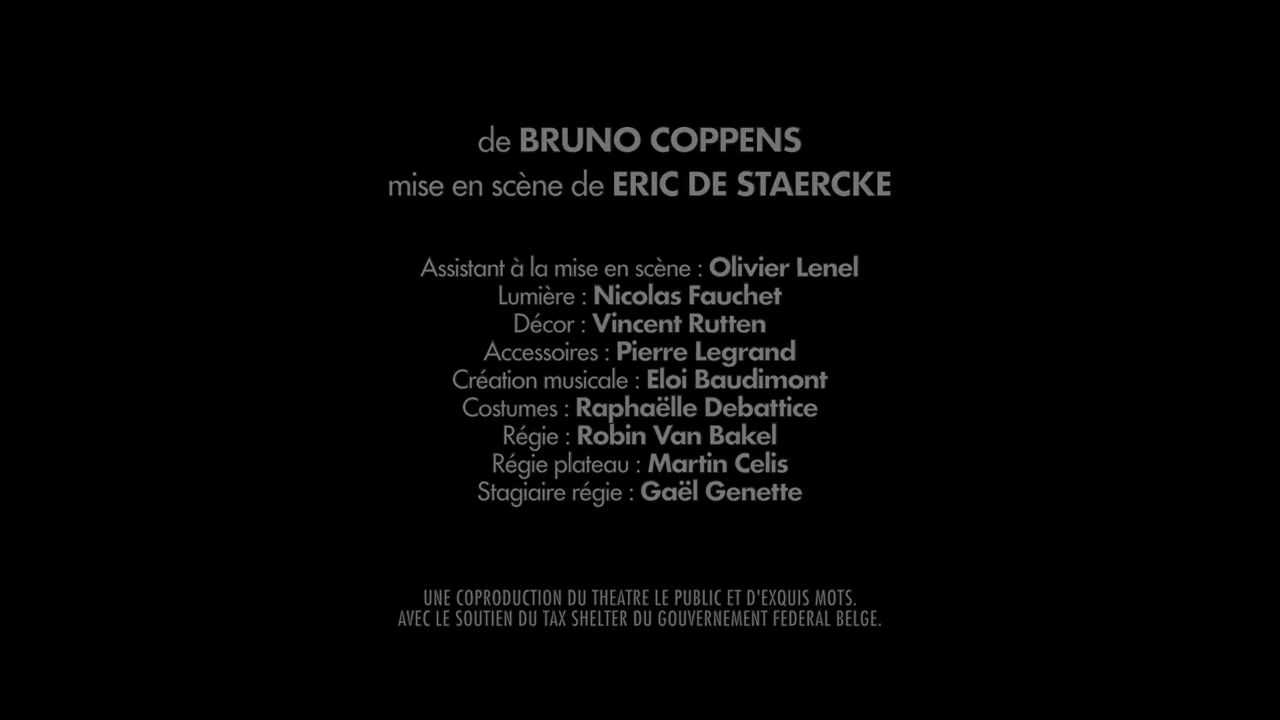 de BRUNO COPPENS
mise en scène de ERIC DE STAERCKE
Assistant à la mise en scène : Olivier Lenel
Lumière : Nicolas Fauchet
Décor : Vincent Rutten
Accessoires : Pierre Legrand
Création musicale : Eloi Baudimont
Costumes : Raphaëlle Debattice
Régie : Robin Van Bakel
Régie plateau : Martin Celis
Stagiaire régie : Gaël Genette
UNE COPRODUCTION DU THEATRE LE PUBLIC ET D'EXQUIS MOTS.
AVEC LE SOUTIEN DU TAX SHELTER DU GOUVERNEMENT FEDERAL BELGE.